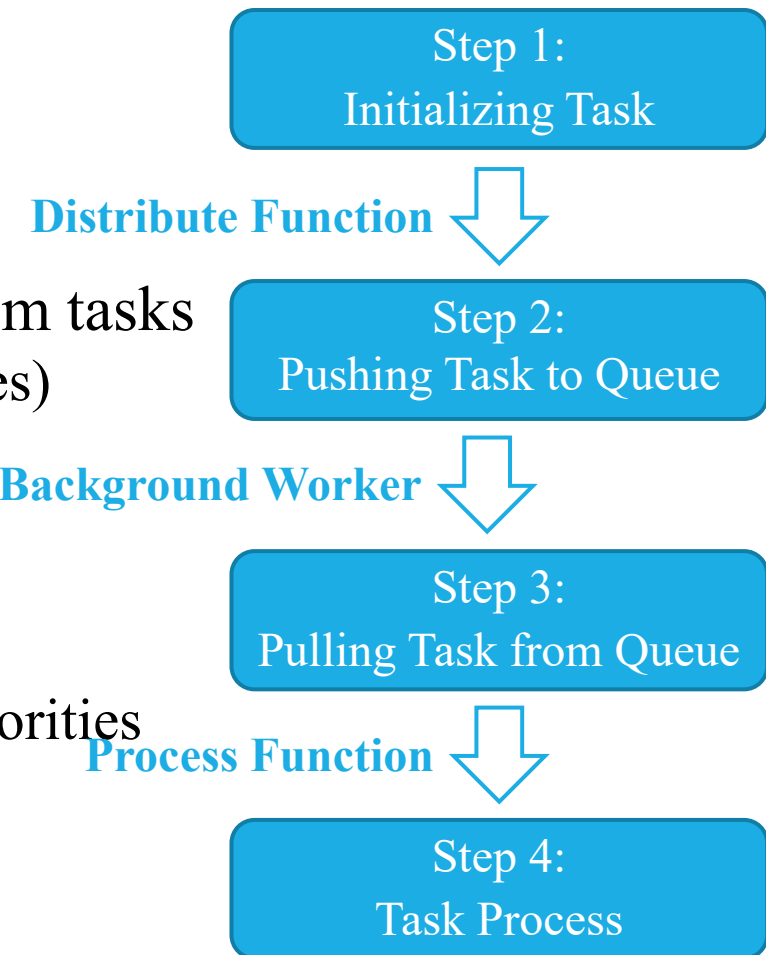 Step 1:
Initializing Task
Distribute Function
m tasks
Step 2:
es)
Pushing Task to Queue
Background Worker
Step 3:
Pulling Task from Queue
orities
Process Function
Step 4:
Task Process